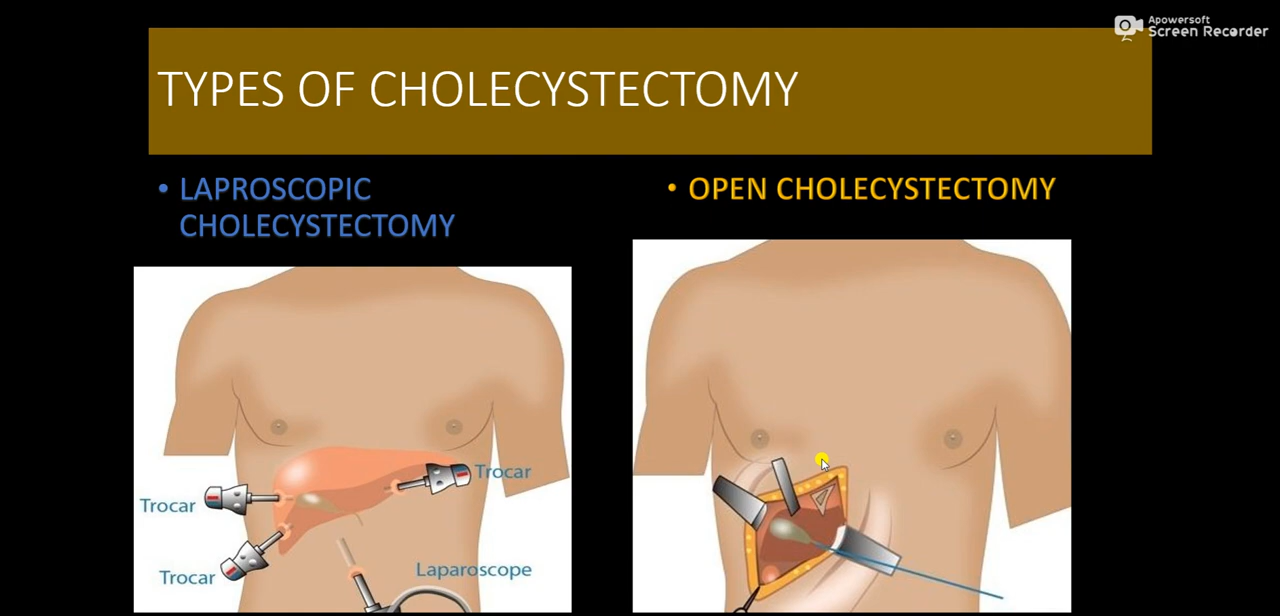 Apowersoft
Screen Recorder
TYPES OF CHOLECYSTECTOMY
• LAPROSCOPIC
CHOLECYSTECTOMY
Trocar
Trocar
Trocar
Laparoscope
• OPEN CHOLECYSTECTOMY